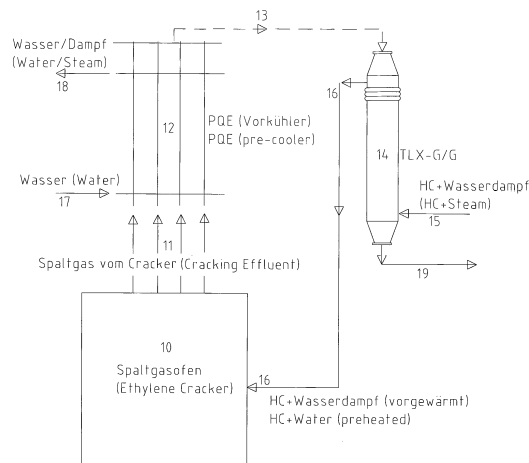 13
Wasser/Dampf
(Water/Steam)
18
16
12
PQE (Vorkühler)
PQE (pre-cooler)
14 TLX-G/G
Wasser (Water)
17
HC+Wasserdampf
(HC+Steam)
15
11
Spaltgas vom Cracker (Cracking Effluent)
19
10
Spaltgasofen
(Ethylene Cracker)
16
HC+Wasserdampf (vorgewärmt)
HC+Water (preheated)